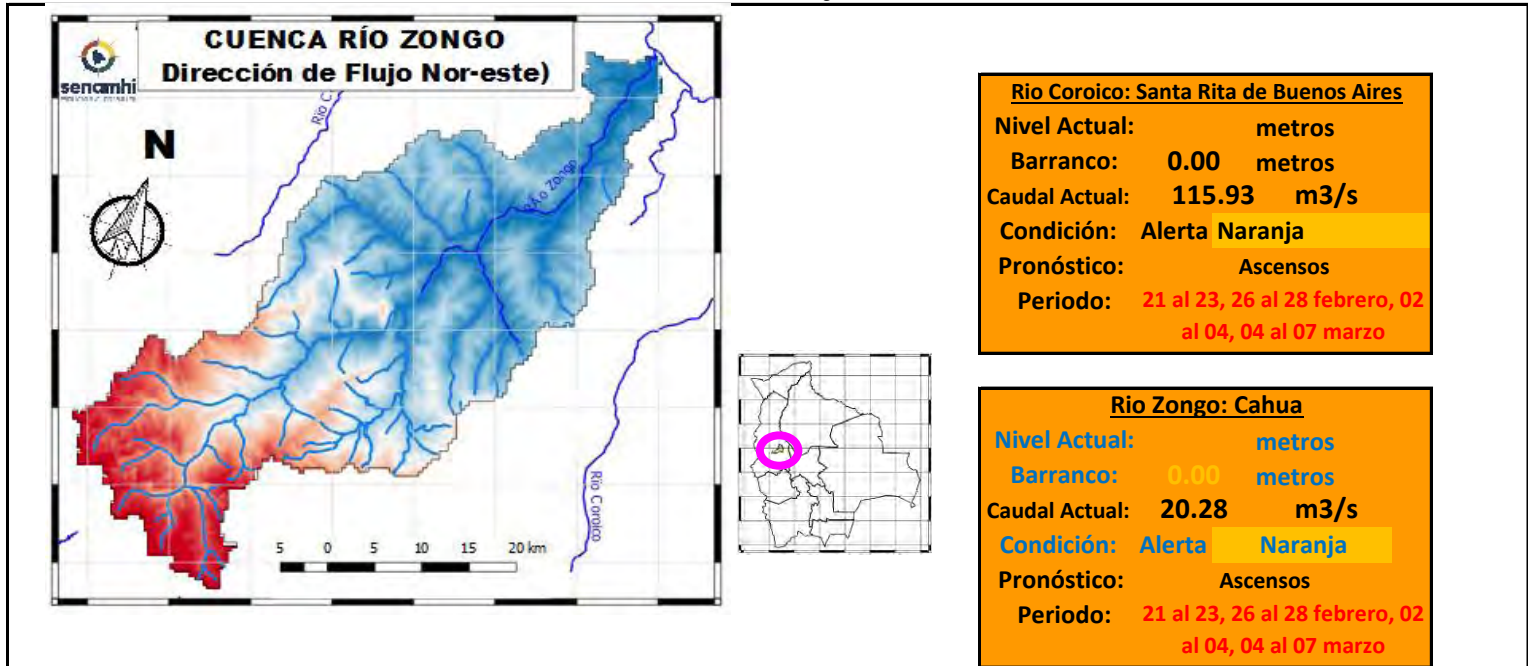 sencamhi
CUENCA RÍO ZONGO
Dirección de Flujo Nor-este)
Río C
N
RÃ­o Zongo
Río Coroico
5 0 5 10 15 20 km
Rio Coroico: Santa Rita de Buenos Aires
Nivel Actual: metros
Barranco: 0.00 metros
Caudal Actual: 115.93 m3/s
Condición: Alerta Naranja
Pronóstico: Ascensos
Periodo: 21 al 23, 26 al 28 febrero, 02
al 04, 04 al 07 marzo
Rio Zongo: Cahua
Nivel Actual: metros
Barranco: 0.00 metros
Caudal Actual: 20.28 m3/s
Condición: Alerta Naranja
Pronóstico: Ascensos
Periodo: 21 al 23, 26 al 28 febrero, 02
al 04, 04 al 07 marzo